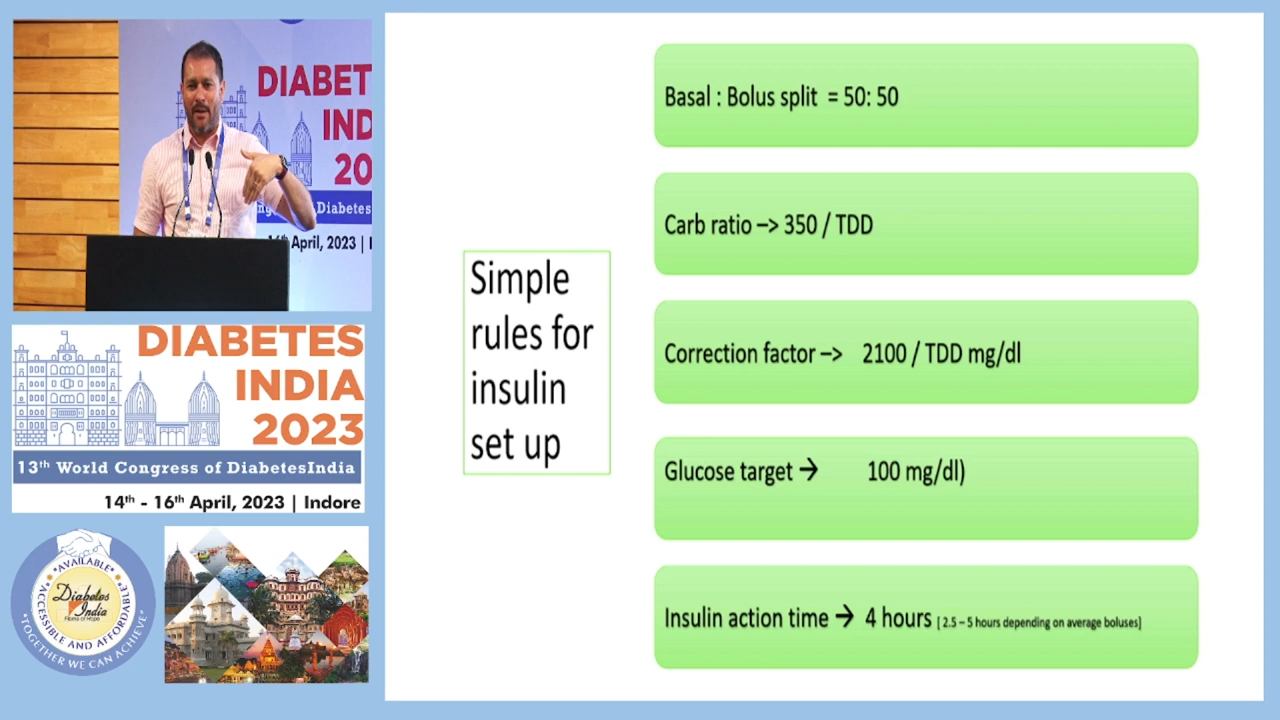 DIABET
IND
20
ng
Diabetes
April, 2023 |
DIABETES
INDIA
2023
13th World Congress of DiabetesIndia
14th - 16th April, 2023 | Indore
*AVAILABLE*
*ACCESSIBLE AND AFFORDABLE*
Diabetes
India
"TOGETHER WE CAN ACHIEVE"
Simple
rules for
insulin
set up
Basal : Bolus split = 50: 50
Carb ratio –> 350 / TDD
Correction factor –> 2100 / TDD mg/dl
Glucose target → 100 mg/dl)
Insulin action time → 4 hours [ 2.5 – 5 hours depending on average boluses]